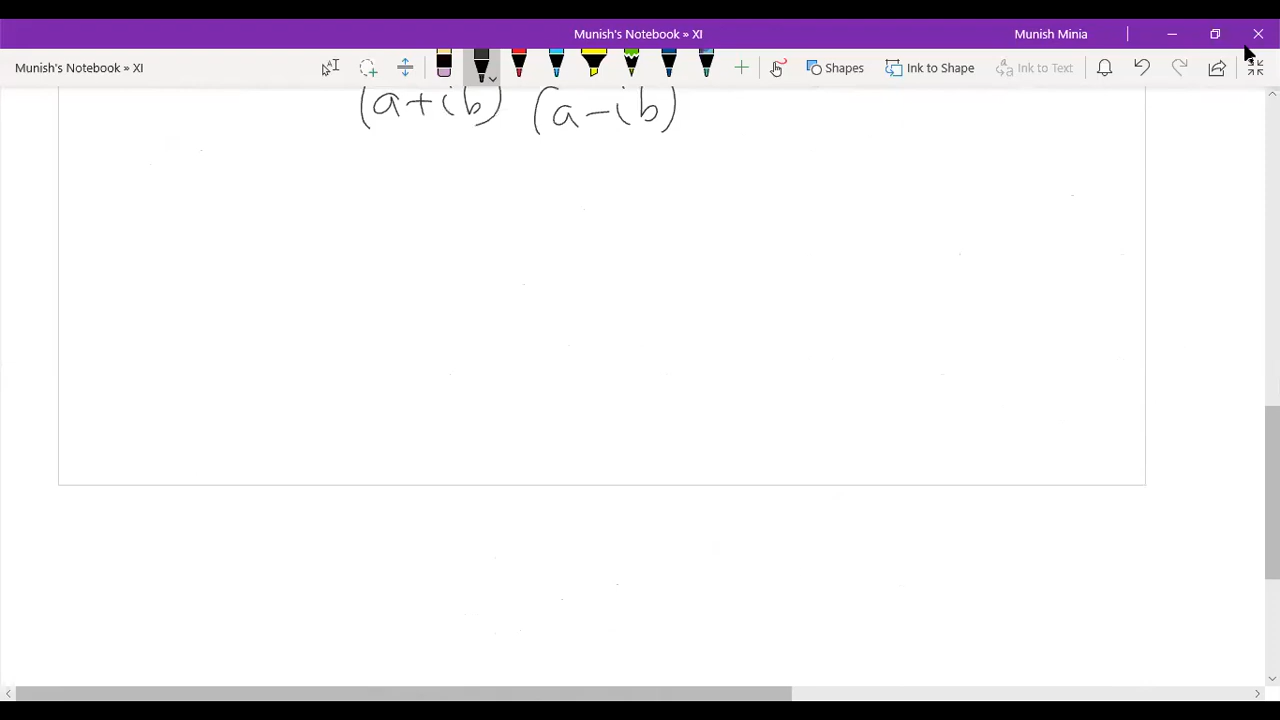 Munish's Notebook » XI
Munish Minia
Munish's Notebook » XI
Shapes
Ink to Shape
Ink to Text
(a+ib) (a-ib)